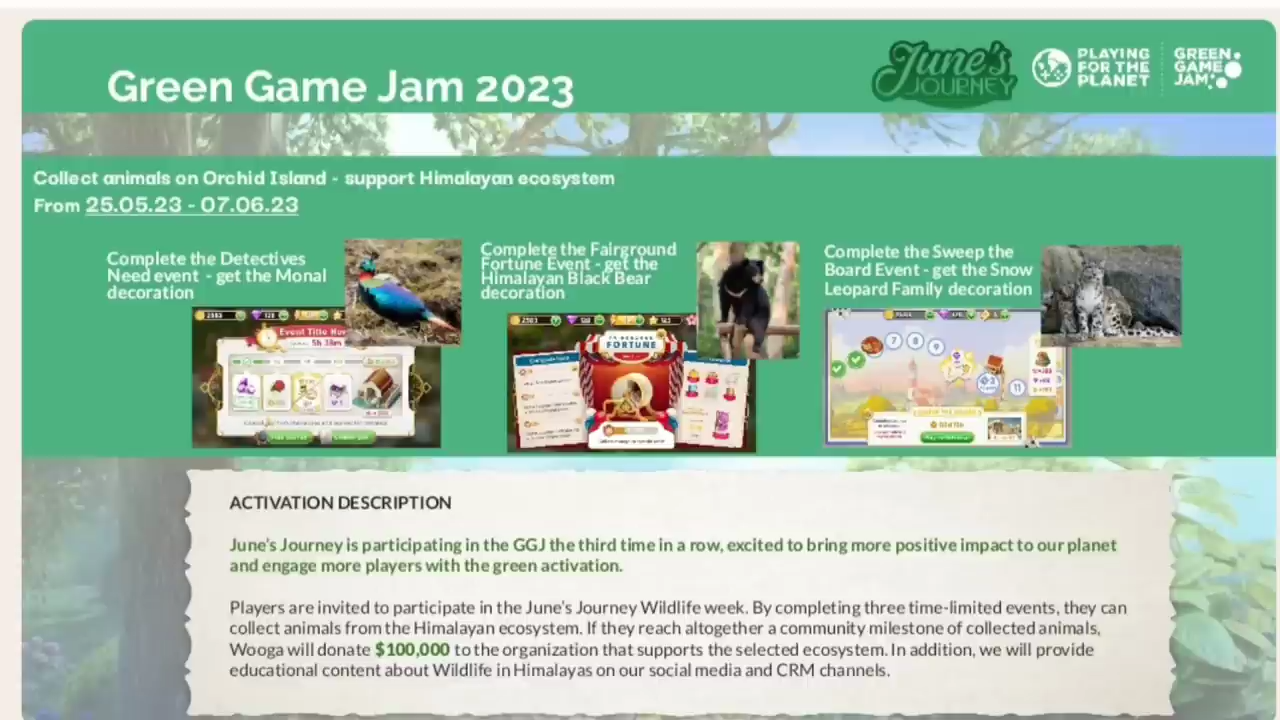 Green Game Jam 2023
June's
JOURNEY
PLAYING
FOR THE
PLANET
GREEN
GAME
JAM
Collect animals on Orchid Island - support Himalayan ecosystem
From 25.05.23 - 07.06.23
Complete the Detectives
Need event - get the Monal
decoration
Complete the Fairground
Fortune Event - get the
Himalayan Black Bear
decoration
Complete the Sweep the
Board Event - get the Snow
Leopard Family decoration
Event Title
5h 38m
FORTUNE
7
8
9
11
ACTIVATION DESCRIPTION
June's Journey is participating in the GGJ the third time in a row, excited to bring more positive impact to our planet
and engage more players with the green activation.
Players are invited to participate in the June's Journey Wildlife week. By completing three time-limited events, they can
collect animals from the Himalayan ecosystem. If they reach altogether a community milestone of collected animals,
Wooga will donate $100,000 to the organization that supports the selected ecosystem. In addition, we will provide
educational content about Wildlife in Himalayas on our social media and CRM channels.